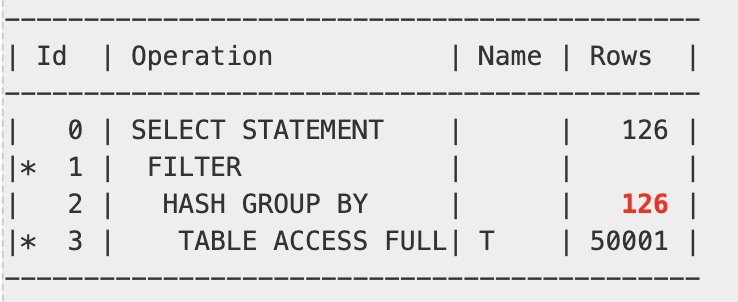 -------------------------------------------
| Id  | Operation           | Name | Rows  |
-------------------------------------------
|   0 | SELECT STATEMENT    |      |   126 |
|*  1 |  FILTER             |      |       |
|   2 |   HASH GROUP BY     |      |   126 |
|*  3 |    TABLE ACCESS FULL| T    | 50001 |
-------------------------------------------